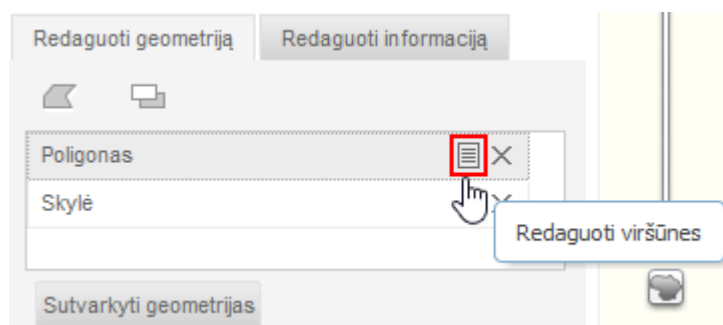 Redaguoti geometriją Redaguoti informaciją
Poligonas
Skylė
Redaguoti viršūnes
Sutvarkyti geometrijas